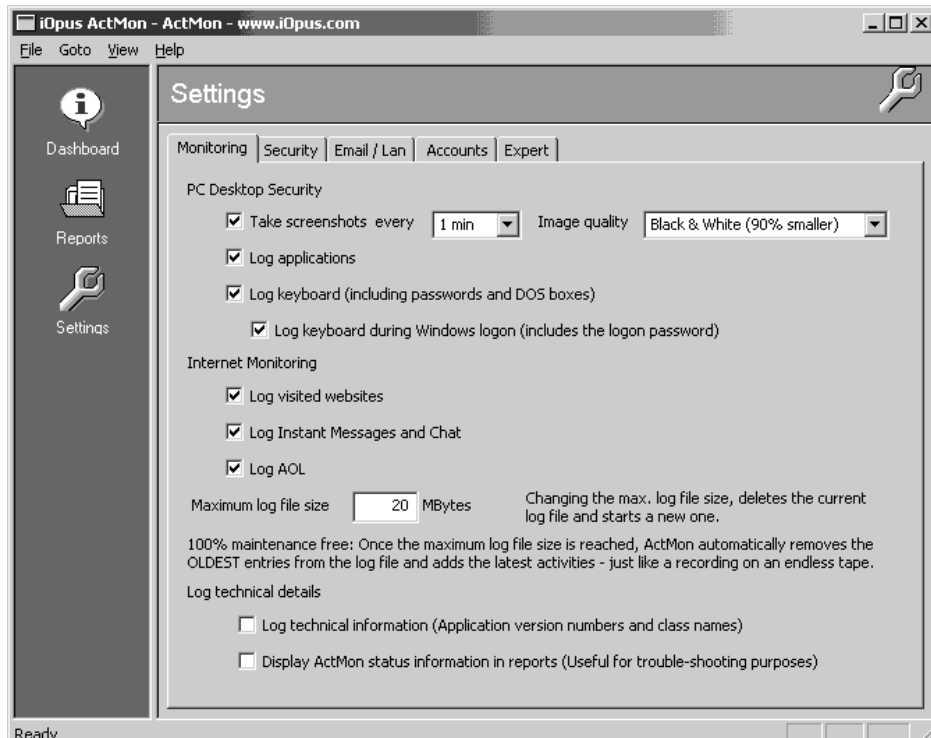 iOpus ActMon - ActMon - www.iOpus.com
File Goto View Help
Settings
Dashboard
Reports
Settings
Monitoring Security Email / Lan Accounts Expert
PC Desktop Security
Take screenshots every 1 min Image quality Black & White (90% smaller)
Log applications
Log keyboard (including passwords and DOS boxes)
Log keyboard during Windows logon (includes the logon password)
Internet Monitoring
Log visited websites
Log Instant Messages and Chat
Log AOL
Maximum log file size 20 MBytes
Changing the max. log file size, deletes the current
log file and starts a new one.
100% maintenance free: Once the maximum log file size is reached, ActMon automatically removes the
OLDEST entries from the log file and adds the latest activities - just like a recording on an endless tape.
Log technical details
Log technical information (Application version numbers and class names)
Display ActMon status information in reports (Useful for trouble-shooting purposes)
Ready